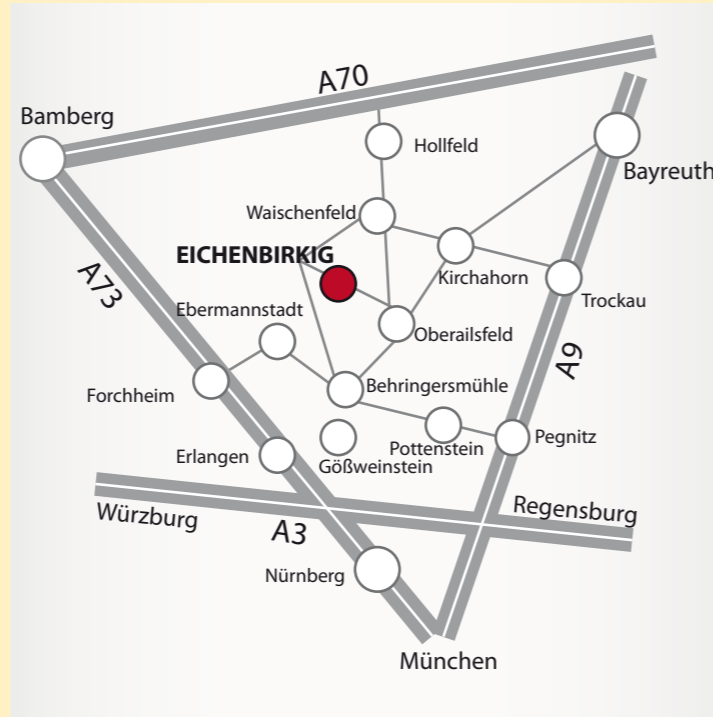 A70
Bamberg
Hollfeld
Bayreuth
Waischenfeld
EICHENBIRKIG
Kirchahorn
A73
Trockau
Ebermannstadt
Oberailsfeld
A9
Forchheim
Behringersmühle
Pottenstein
Pegnitz
Erlangen
Gößweinstein
Würzburg
Regensburg
A3
Nürnberg
München